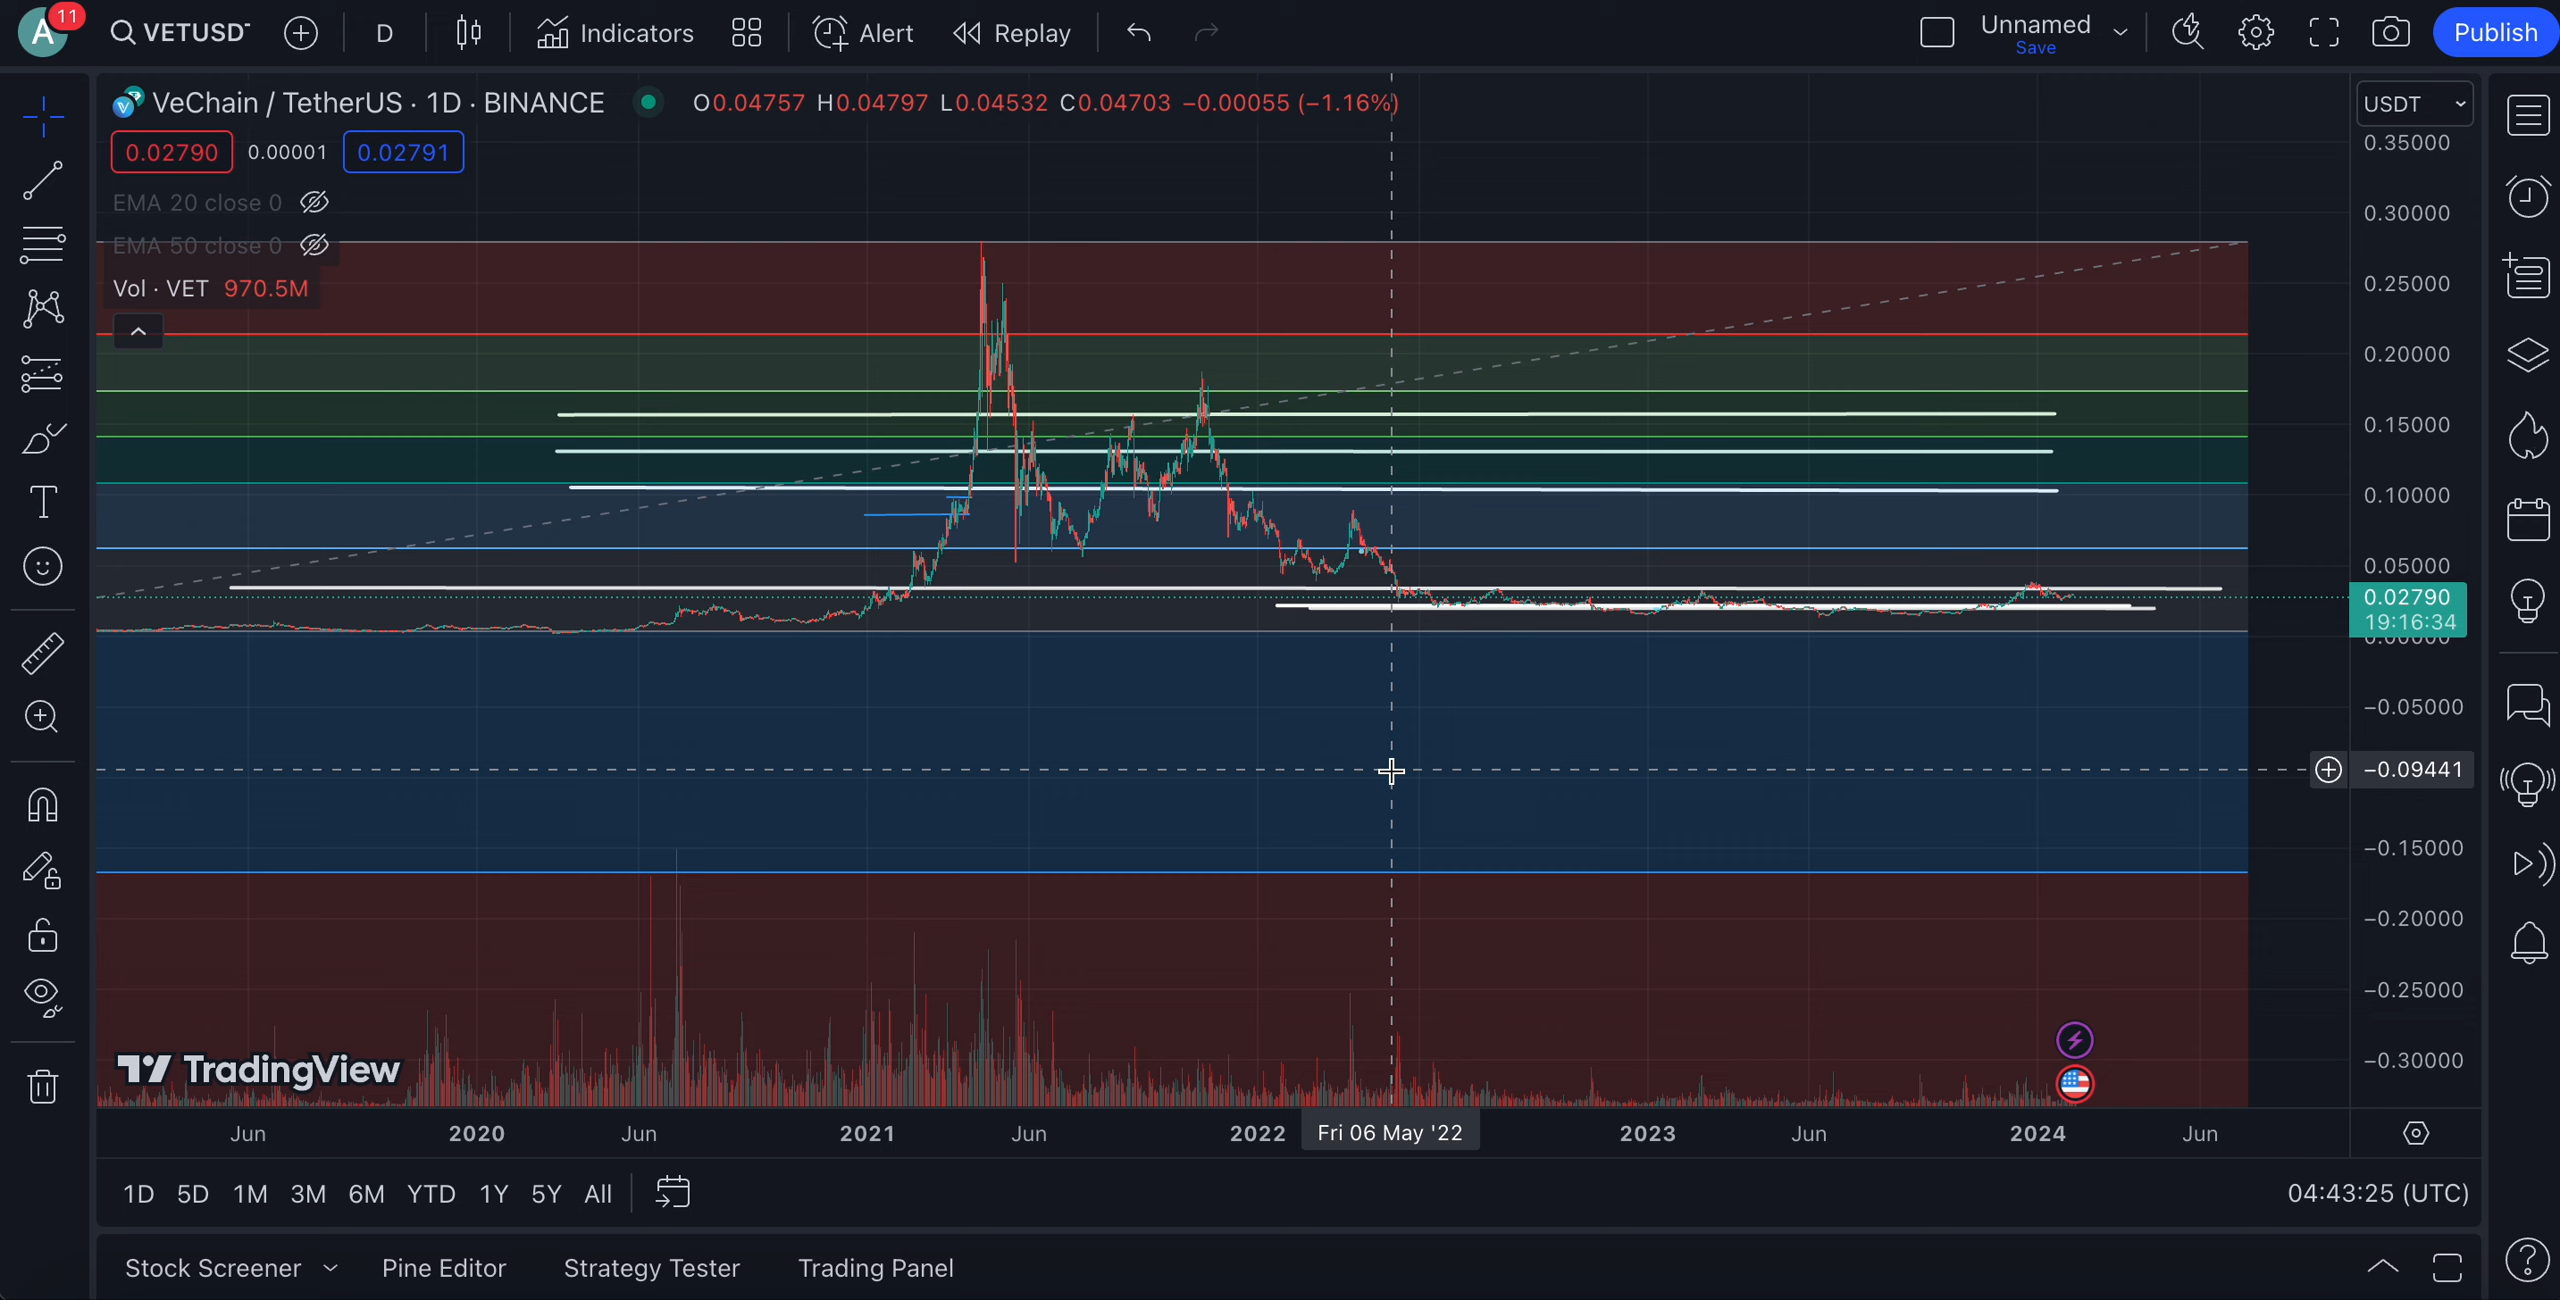 A 11 VETUSDT D Indicators Alert Replay Unnamed Save Publish
VeChain / TetherUS · 1D · BINANCE O0.04757 H0.04797 L0.04532 C0.04703 −0.00055 (−1.16%)
USDT
0.02790 0.00001 0.02791
EMA 20 close 0
EMA 50 close 0
Vol · VET 970.5M
0.35000
0.30000
0.25000
0.20000
0.15000
0.10000
0.05000
0.02790
19:16:34
0.00000
−0.05000
−0.09441
−0.15000
−0.20000
−0.25000
−0.30000
TradingView
Jun 2020 Jun 2021 Jun 2022 Fri 06 May '22 2023 Jun 2024 Jun
1D 5D 1M 3M 6M YTD 1Y 5Y All 04:43:25 (UTC)
Stock Screener Pine Editor Strategy Tester Trading Panel